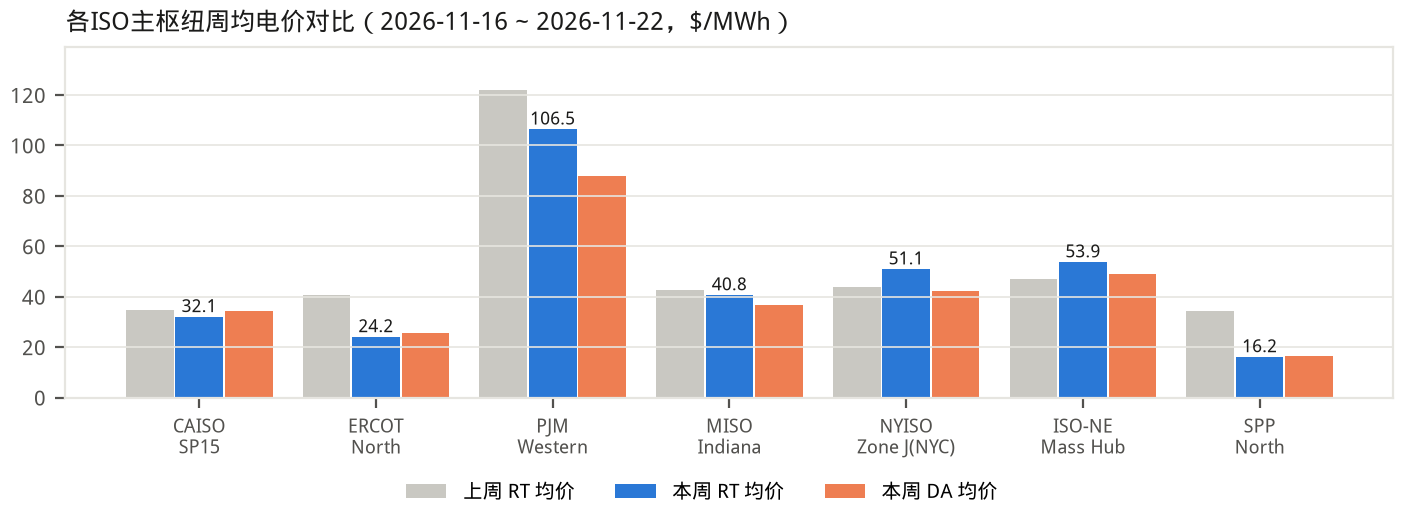 各ISO主枢纽周均电价对比（2026-11-16 ~ 2026-11-22，$/MWh）
120
100
80
60
40
20
0
32.1
24.2
106.5
40.8
51.1
53.9
16.2
CAISO
SP15
ERCOT
North
PJM
Western
MISO
Indiana
NYISO
Zone J(NYC)
ISO-NE
Mass Hub
SPP
North
上周 RT 均价
本周 RT 均价
本周 DA 均价